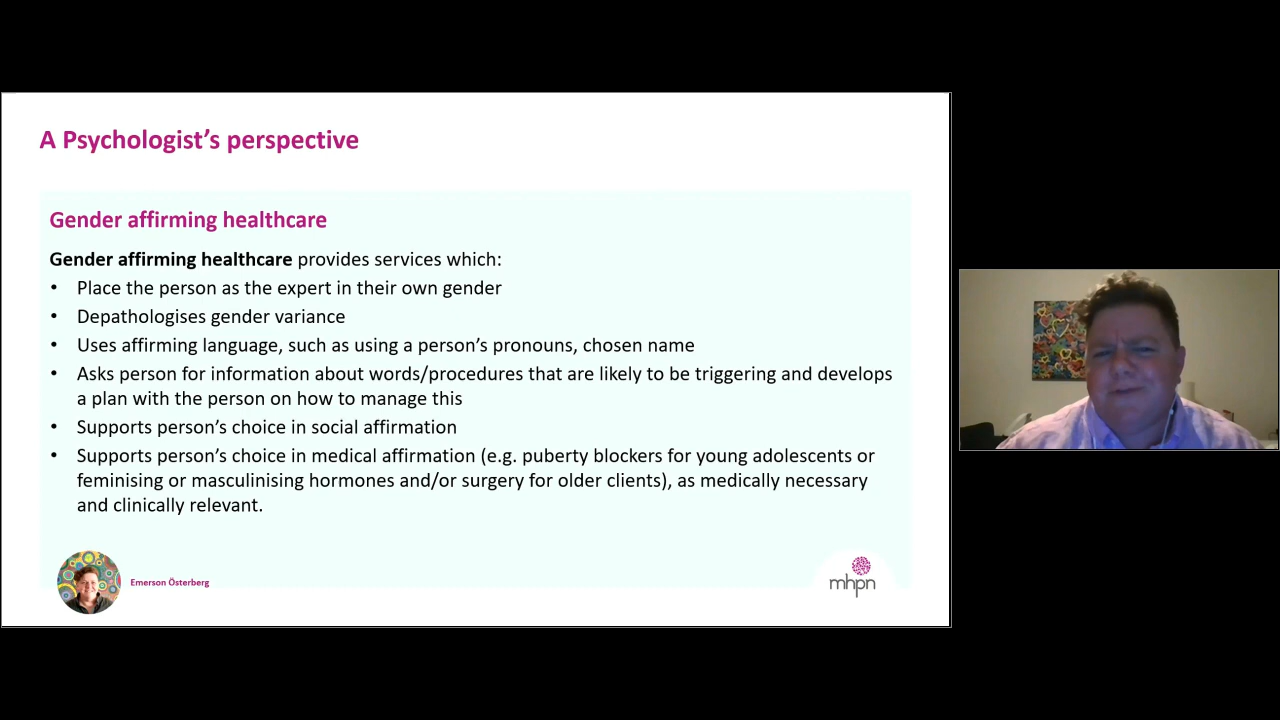 A Psychologist's perspective
Gender affirming healthcare
Gender affirming healthcare provides services which:
• Place the person as the expert in their own gender
• Depathologises gender variance
• Uses affirming language, such as using a person's pronouns, chosen name
• Asks person for information about words/procedures that are likely to be triggering and develops
a plan with the person on how to manage this
• Supports person's choice in social affirmation
• Supports person's choice in medical affirmation (e.g. puberty blockers for young adolescents or
feminising or masculinising hormones and/or surgery for older clients), as medically necessary
and clinically relevant.
Emerson Österberg
mhpn